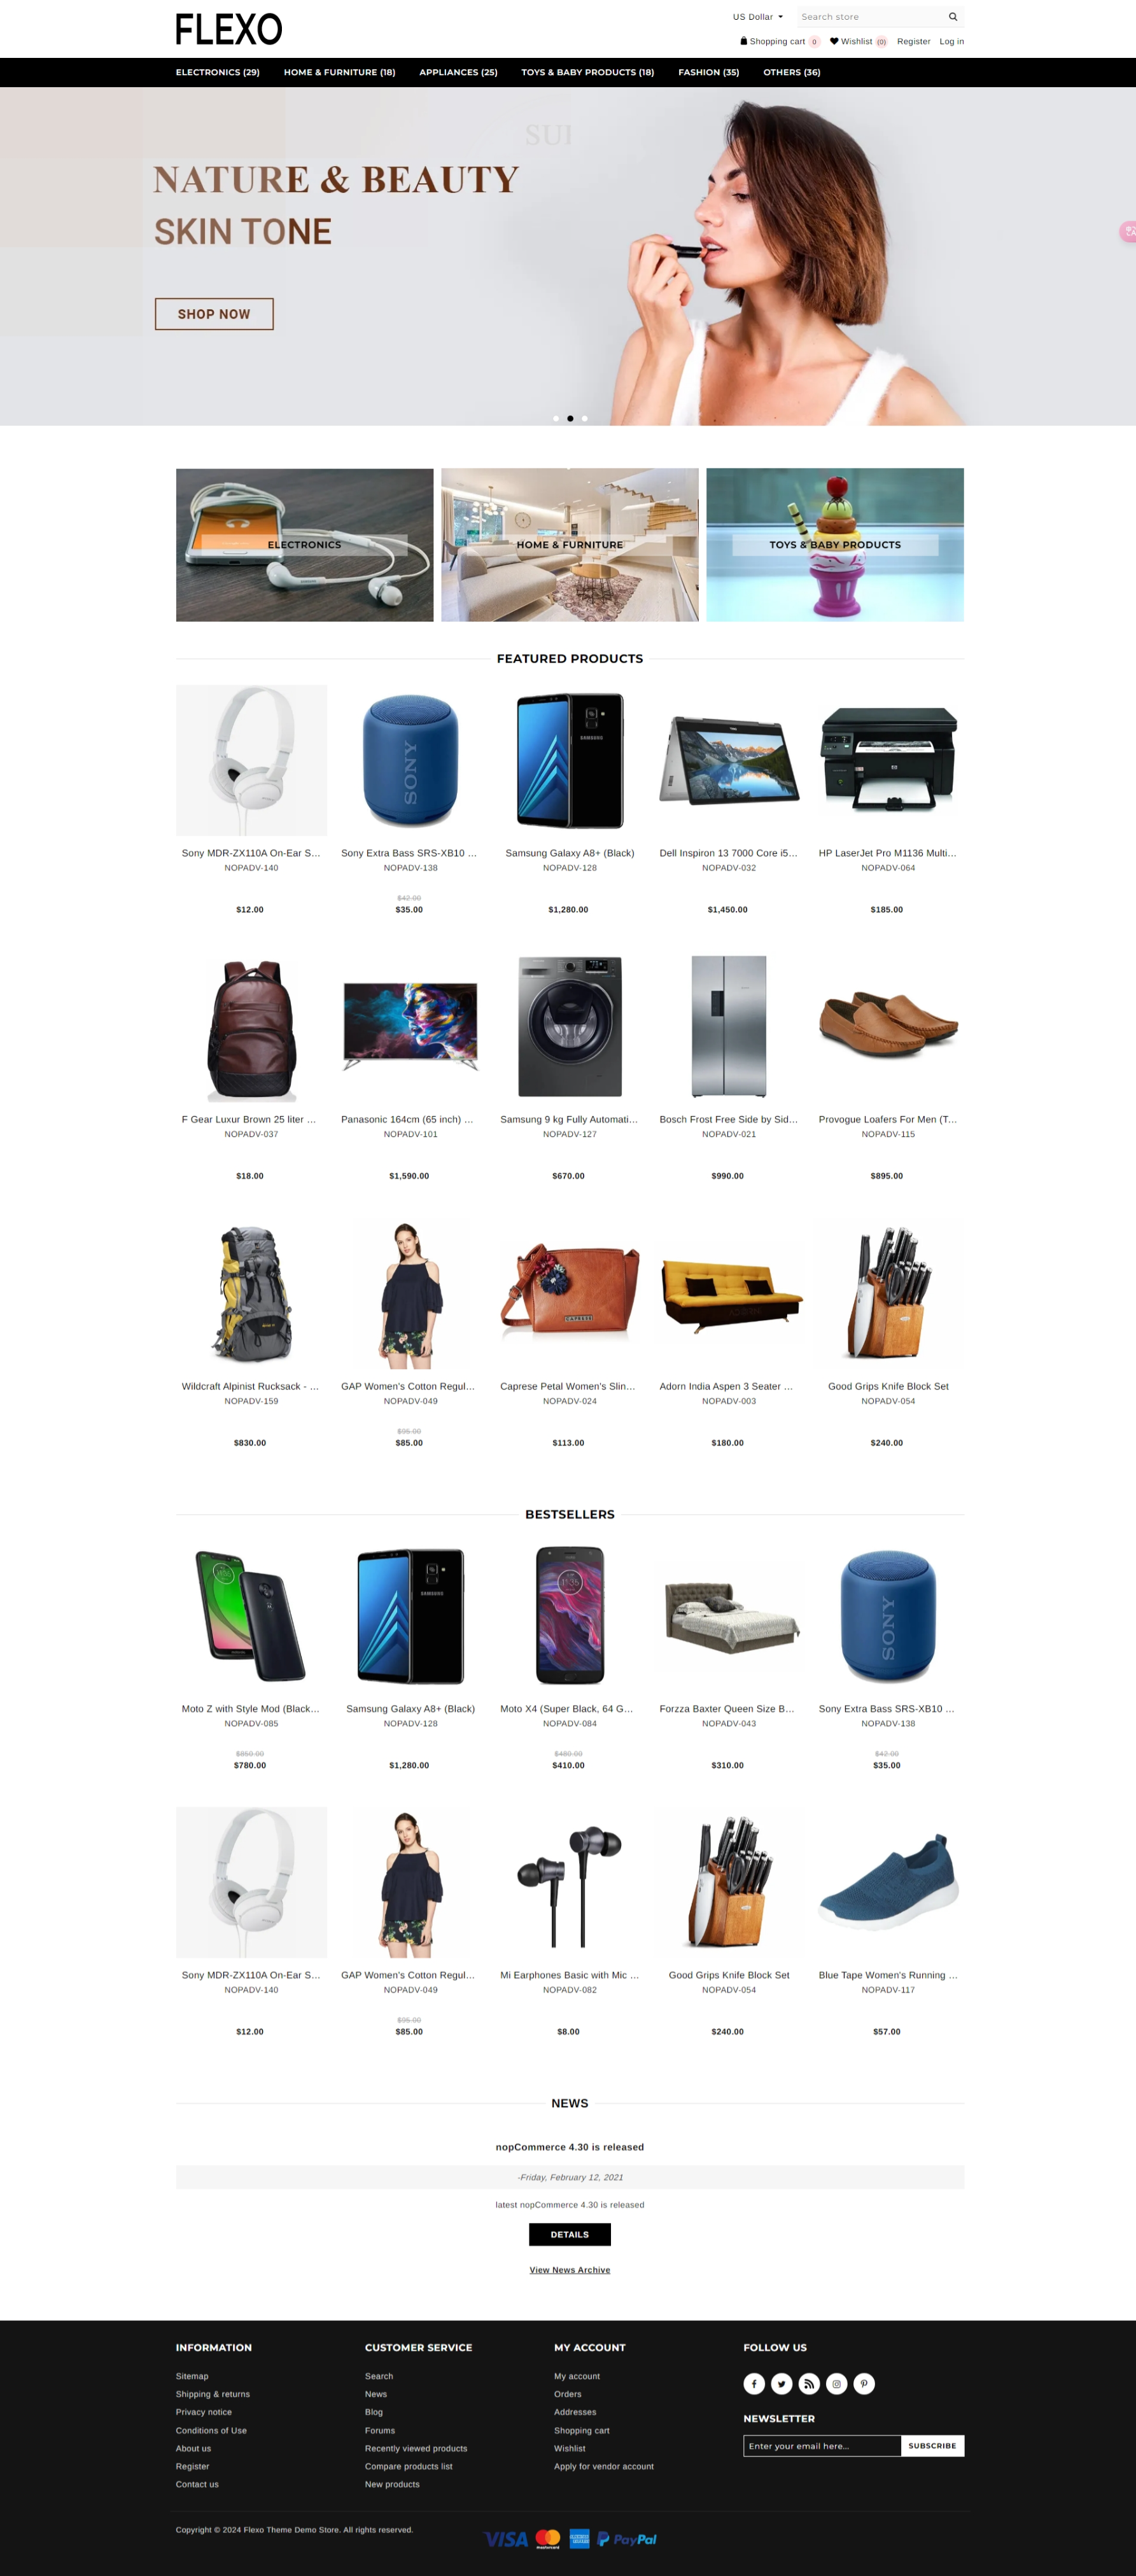 FLEXO
US Dollar
Search store
Shopping cart 0 Wishlist (0) Register Log in
ELECTRONICS (29) HOME & FURNITURE (18) APPLIANCES (25) TOYS & BABY PRODUCTS (18) FASHION (35) OTHERS (36)
NATURE & BEAUTY
SKIN TONE
SHOP NOW
ELECTRONICS
HOME & FURNITURE
TOYS & BABY PRODUCTS
FEATURED PRODUCTS
SONY
SAMSUNG
Sony MDR-ZX110A On-Ear S... Sony Extra Bass SRS-XB10 ... Samsung Galaxy A8+ (Black) Dell Inspiron 13 7000 Core i5... HP LaserJet Pro M1136 Multi...
NOPADV-140 NOPADV-138 NOPADV-128 NOPADV-032 NOPADV-064
$42.00
$12.00 $35.00 $1,280.00 $1,450.00 $185.00
F Gear Luxur Brown 25 liter ... Panasonic 164cm (65 inch) ... Samsung 9 kg Fully Automati... Bosch Frost Free Side by Sid... Provogue Loafers For Men (T...
NOPADV-037 NOPADV-101 NOPADV-127 NOPADV-021 NOPADV-115
$18.00 $1,590.00 $670.00 $990.00 $895.00
CAPRESE
Wildcraft Alpinist Rucksack - ... GAP Women's Cotton Regul... Caprese Petal Women's Slin... Adorn India Aspen 3 Seater ... Good Grips Knife Block Set
NOPADV-159 NOPADV-049 NOPADV-024 NOPADV-003 NOPADV-054
$95.00
$830.00 $85.00 $113.00 $180.00 $240.00
BESTSELLERS
SAMSUNG
SONY
Moto Z with Style Mod (Black... Samsung Galaxy A8+ (Black) Moto X4 (Super Black, 64 G... Forzza Baxter Queen Size B... Sony Extra Bass SRS-XB10 ...
NOPADV-085 NOPADV-128 NOPADV-084 NOPADV-043 NOPADV-138
$850.00 $480.00 $42.00
$780.00 $1,280.00 $410.00 $310.00 $35.00
Sony MDR-ZX110A On-Ear S... GAP Women's Cotton Regul... Mi Earphones Basic with Mic ... Good Grips Knife Block Set Blue Tape Women's Running ...
NOPADV-140 NOPADV-049 NOPADV-082 NOPADV-054 NOPADV-117
$95.00
$12.00 $85.00 $8.00 $240.00 $57.00
NEWS
nopCommerce 4.30 is released
-Friday, February 12, 2021
latest nopCommerce 4.30 is released
DETAILS
View News Archive
INFORMATION
Sitemap
Shipping & returns
Privacy notice
Conditions of Use
About us
Register
Contact us
CUSTOMER SERVICE
Search
News
Blog
Forums
Recently viewed products
Compare products list
New products
MY ACCOUNT
My account
Orders
Addresses
Shopping cart
Wishlist
Apply for vendor account
FOLLOW US
NEWSLETTER
Enter your email here...
SUBSCRIBE
Copyright © 2024 Flexo Theme Demo Store. All rights reserved.
VISA mastercard AMERICAN EXPRESS PayPal